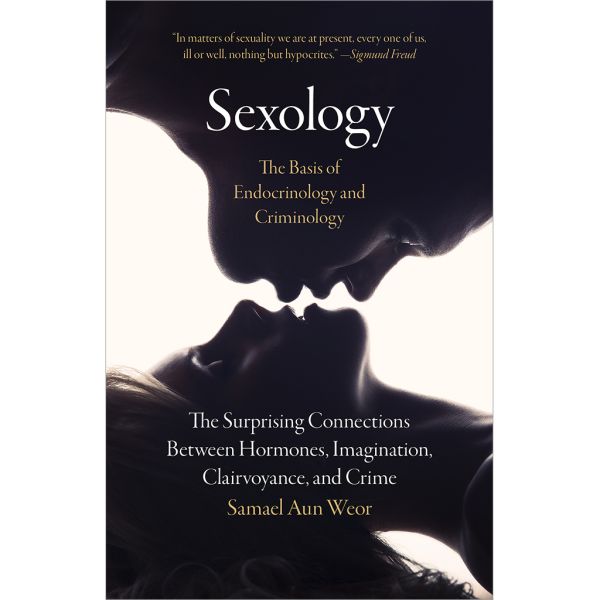 "In matters of sexuality we are at present, every one of us,
ill or well, nothing but hypocrites." —Sigmund Freud
Sexology
The Basis of
Endocrinology and
Criminology
The Surprising Connections
Between Hormones, Imagination,
Clairvoyance, and Crime
Samael Aun Weor